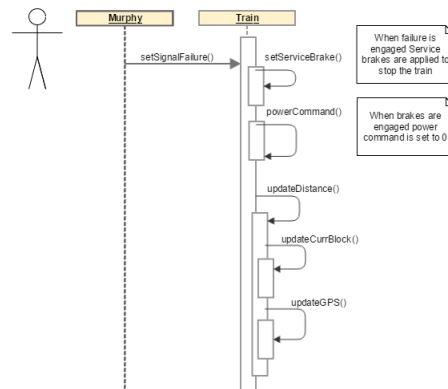 Murphy
Train
setSignalFailure()
setServiceBrake()
When failure is
engaged Service
brakes are applied to
stop the train
powerCommand()
When brakes are
engaged power
command is set to 0
updateDistance()
updateCurrBlock()
updateGPS()